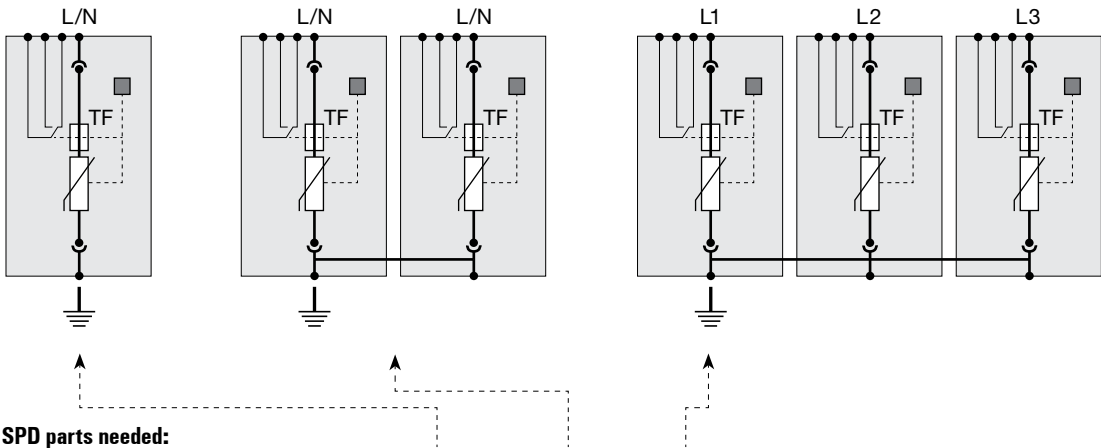 L/N L/N L/N L1 L2 L3
TF TF TF TF TF TF
SPD parts needed: